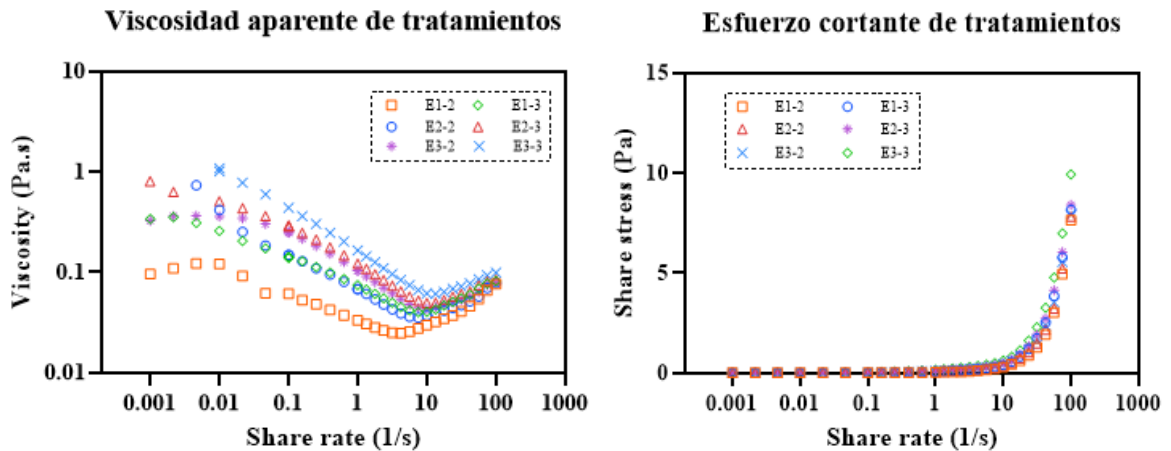 Viscosidad aparente de tratamientos
Viscosity (Pa.s)
10
1
0.1
0.01
E1-2 E1-3
E2-2 E2-3
E3-2 E3-3
0.001 0.01 0.1 1 10 100 1000
Share rate (1/s)
Esfuerzo cortante de tratamientos
Share stress (Pa)
15
10
5
0
E1-2 E1-3
E2-2 E2-3
E3-2 E3-3
0.001 0.01 0.1 1 10 100 1000
Share rate (1/s)